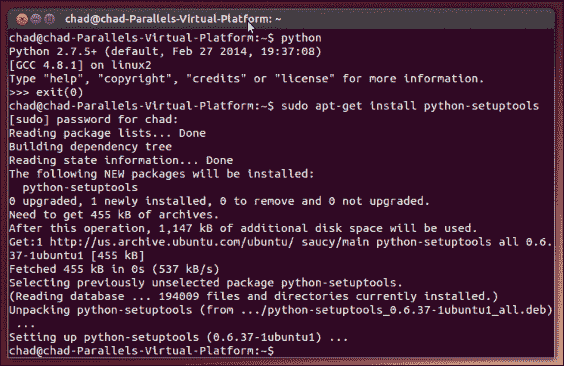 chad@chad-Parallels-Virtual-Platform: ~
chad@chad-Parallels-Virtual-Platform:~$ python
Python 2.7.5+ (default, Feb 27 2014, 19:37:08)
[GCC 4.8.1] on linux2
Type "help", "copyright", "credits" or "license" for more information.
>>> exit(0)
chad@chad-Parallels-Virtual-Platform:~$ sudo apt-get install python-setuptools
[sudo] password for chad:
Reading package lists... Done
Building dependency tree
Reading state information... Done
The following NEW packages will be installed:
  python-setuptools
0 upgraded, 1 newly installed, 0 to remove and 0 not upgraded.
Need to get 455 kB of archives.
After this operation, 1,147 kB of additional disk space will be used.
Get:1 http://us.archive.ubuntu.com/ubuntu/ saucy/main python-setuptools all 0.6.
37-1ubuntu1 [455 kB]
Fetched 455 kB in 0s (537 kB/s)
Selecting previously unselected package python-setuptools.
(Reading database ... 194009 files and directories currently installed.)
Unpacking python-setuptools (from .../python-setuptools_0.6.37-1ubuntu1_all.deb)
 ...
Setting up python-setuptools (0.6.37-1ubuntu1) ...
chad@chad-Parallels-Virtual-Platform:~$